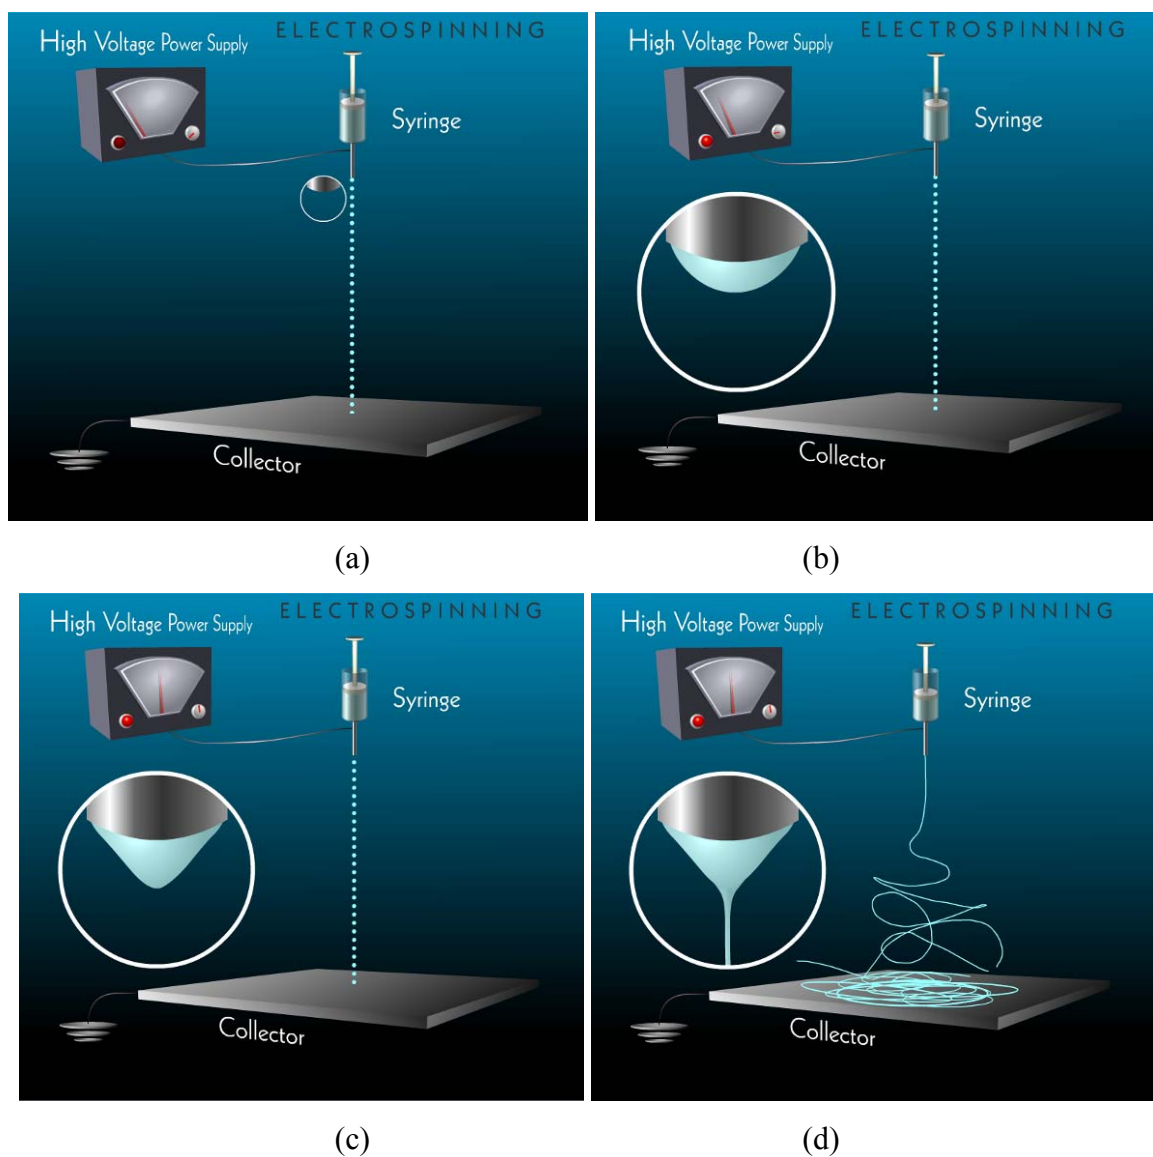 ELECTROSPINNING
High Voltage Power Supply
Syringe
Collector
(a)
ELECTROSPINNING
High Voltage Power Supply
Syringe
Collector
(b)
ELECTROSPINNING
High Voltage Power Supply
Syringe
Collector
(c)
ELECTROSPINNING
High Voltage Power Supply
Syringe
Collector
(d)